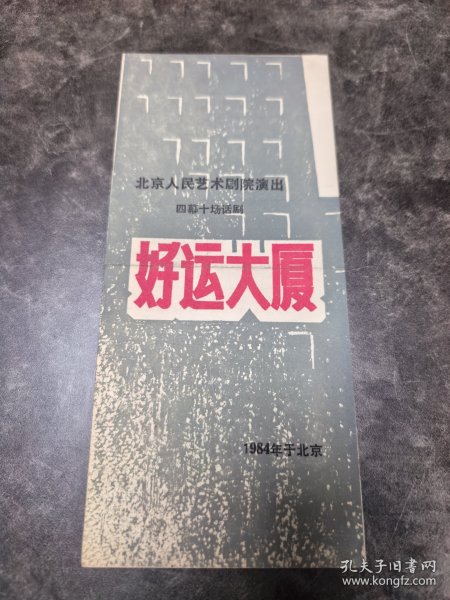 北京人民艺术剧院演出
四幕十场话剧
好运大厦
1984年于北京
孔夫子旧书网
www.kongfz.com